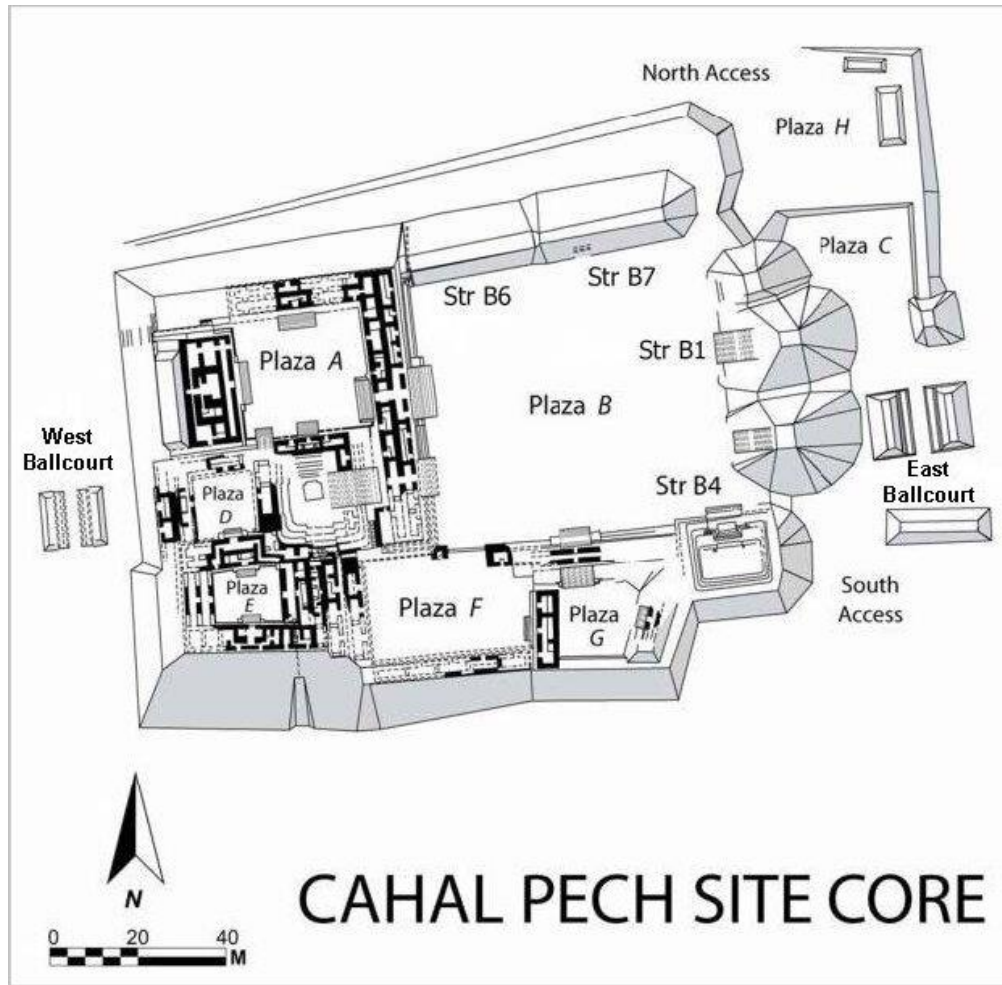 North Access
Plaza H
Plaza C
Str B6
Str B7
Plaza A
Str B1
Plaza B
West
Ballcourt
East
Ballcourt
Plaza
D
Str B4
Plaza
E
Plaza F
Plaza
G
South
Access
N
0 20 40
M
CAHAL PECH SITE CORE